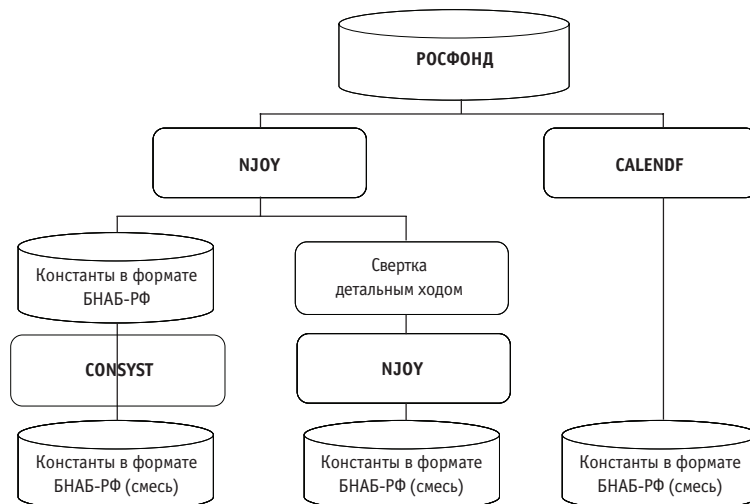 РОСФОНД
NJOY
CALENDF
Константы в формате
БНАБ-РФ
Свертка
детальным ходом
CONSYST
NJOY
Константы в формате
БНАБ-РФ (смесь)
Константы в формате
БНАБ-РФ (смесь)
Константы в формате
БНАБ-РФ (смесь)